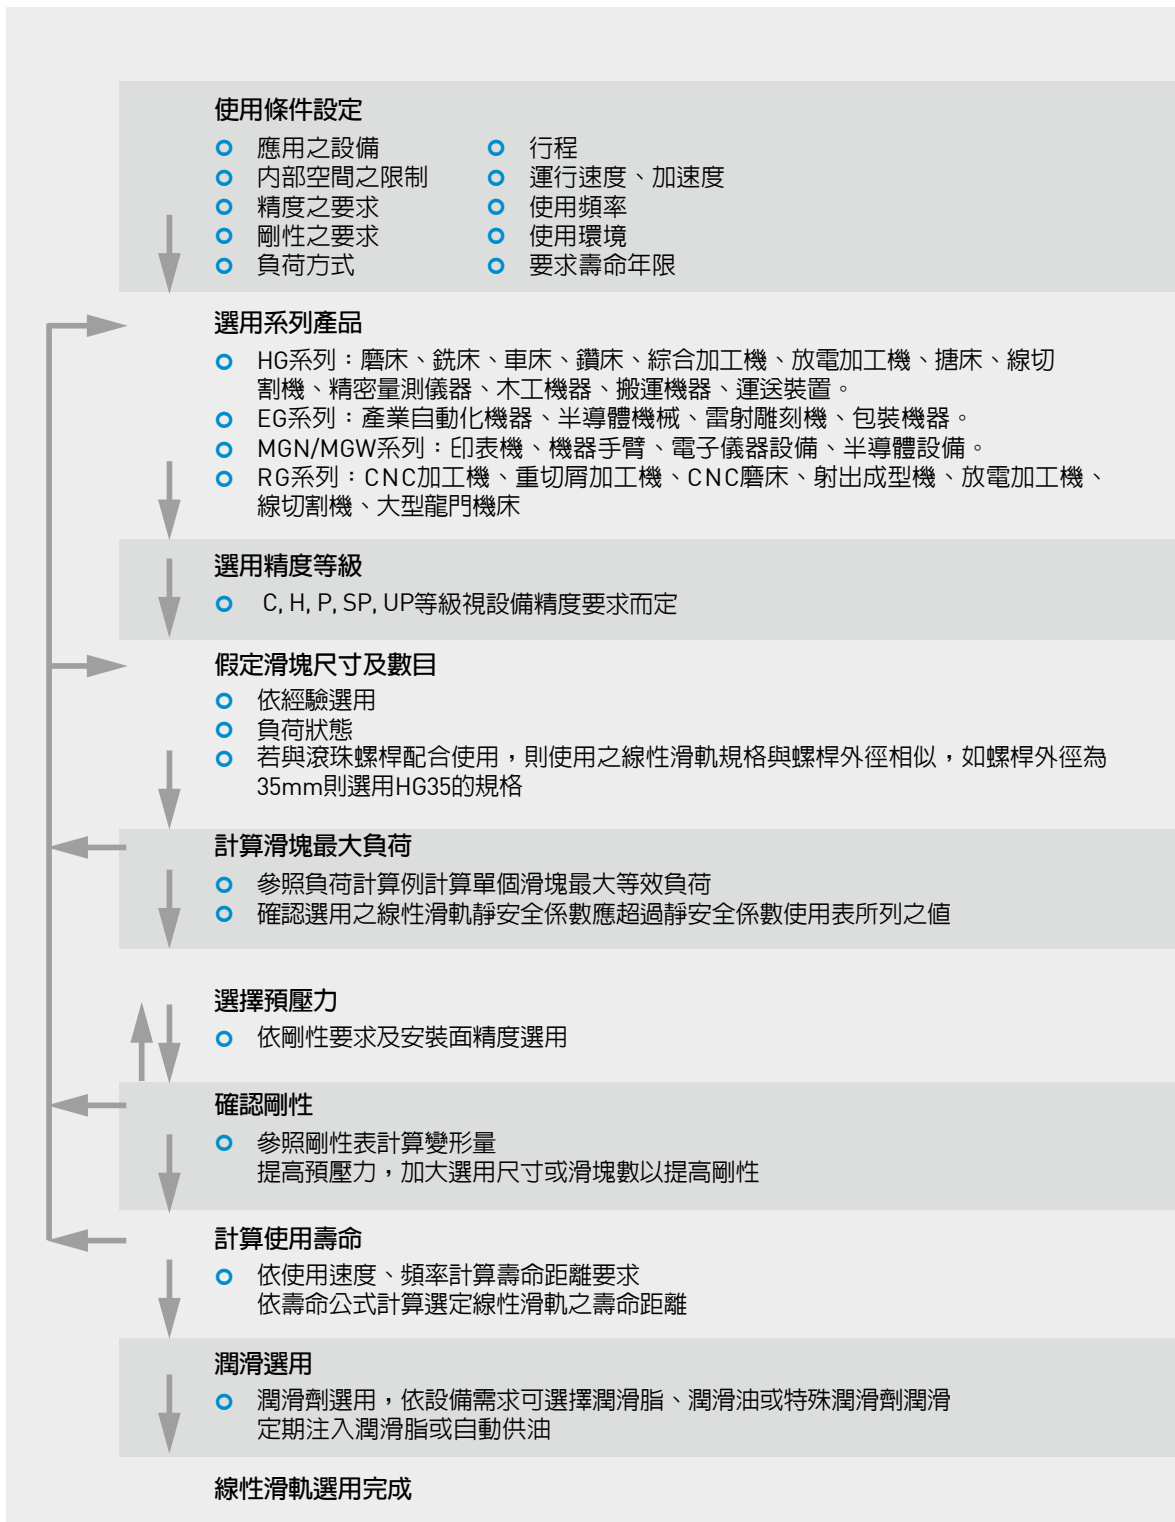 使用條件設定
應用之設備
內部空間之限制
精度之要求
剛性之要求
負荷方式
行程
運行速度、加速度
使用頻率
使用環境
要求壽命年限
選用系列產品
HG系列：磨床、銑床、車床、鑽床、綜合加工機、放電加工機、搪床、線切
割機、精密量測儀器、木工機器、搬運機器、運送裝置。
EG系列：產業自動化機器、半導體機械、雷射雕刻機、包裝機器。
MGN/MGW系列：印表機、機器手臂、電子儀器設備、半導體設備。
RG系列：CNC加工機、重切屑加工機、CNC磨床、射出成型機、放電加工機、
線切割機、大型龍門機床
選用精度等級
C, H, P, SP, UP等級視設備精度要求而定
假定滑塊尺寸及數目
依經驗選用
負荷狀態
若與滾珠螺桿配合使用，則使用之線性滑軌規格與螺桿外徑相似，如螺桿外徑為
35mm則選用HG35的規格
計算滑塊最大負荷
參照負荷計算例計算單個滑塊最大等效負荷
確認選用之線性滑軌靜安全係數應超過靜安全係數使用表所列之值
選擇預壓力
依剛性要求及安裝面精度選用
確認剛性
參照剛性表計算變形量
提高預壓力，加大選用尺寸或滑塊數以提高剛性
計算使用壽命
依使用速度、頻率計算壽命距離要求
依壽命公式計算選定線性滑軌之壽命距離
潤滑選用
潤滑劑選用，依設備需求可選擇潤滑脂、潤滑油或特殊潤滑劑潤滑
定期注入潤滑脂或自動供油
線性滑軌選用完成